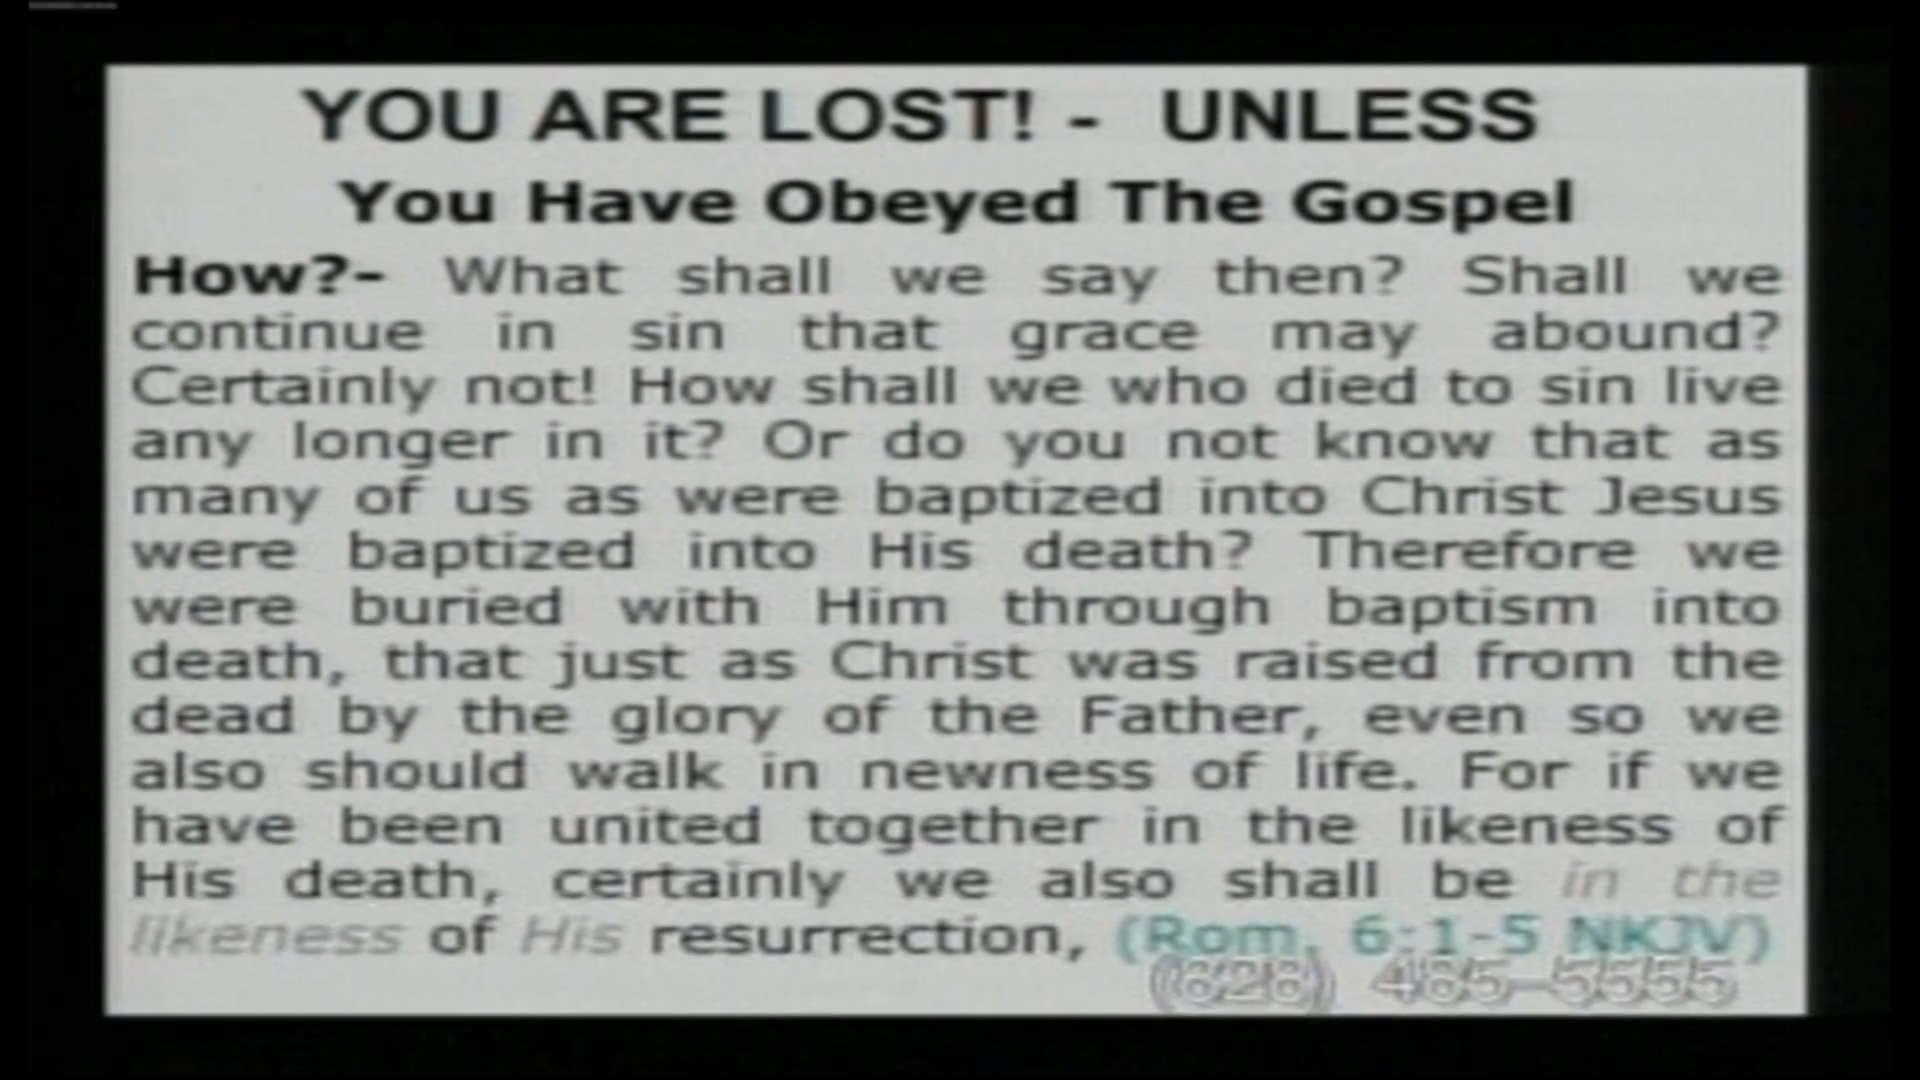 YOU ARE LOST! - UNLESS
You Have Obeyed The Gospel
How?- What shall we say then? Shall we
continue in sin that grace may abound?
Certainly not! How shall we who died to sin live
any longer in it? Or do you not know that as
many of us as were baptized into Christ Jesus
were baptized into His death? Therefore we
were buried with Him through baptism into
death, that just as Christ was raised from the
dead by the glory of the Father, even so we
also should walk in newness of life. For if we
have been united together in the likeness of
His death, certainly we also shall be in the
likeness of His resurrection, (Rom. 6:1-5 NKJV)
485-5555